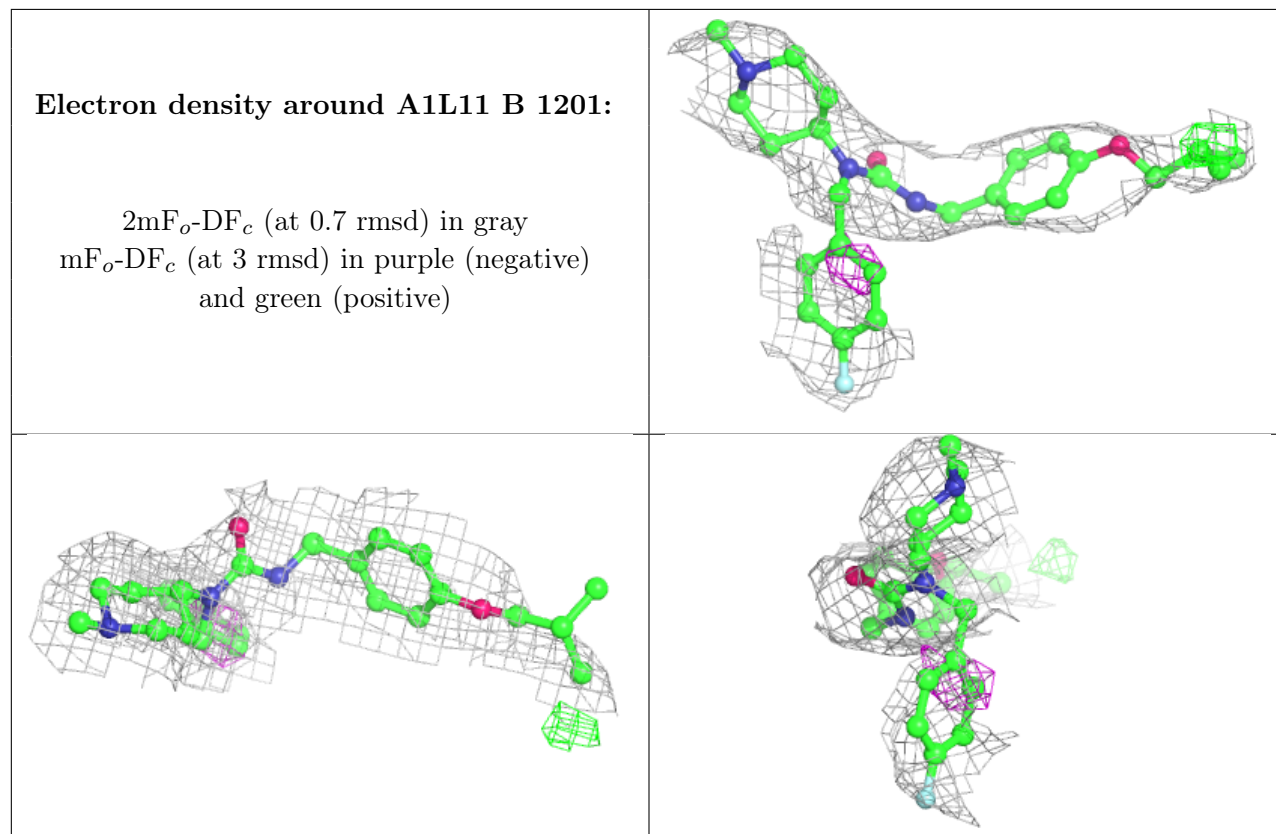 Electron density around A1L11 B 1201:
2mFo-DFc (at 0.7 rmsd) in gray
mFo-DFc (at 3 rmsd) in purple (negative)
and green (positive)